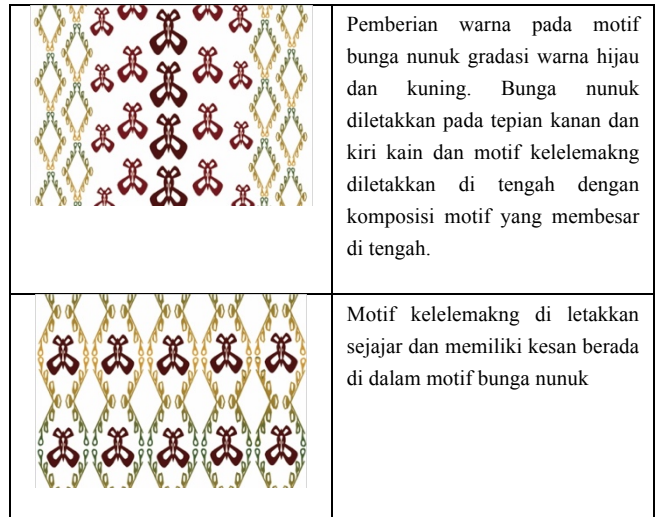 Pemberian warna pada motif
bunga nunuk gradasi warna hijau
dan kuning. Bunga nunuk
diletakkan pada tepian kanan dan
kiri kain dan motif kelelemakng
diletakkan di tengah dengan
komposisi motif yang membesar
di tengah.
Motif kelelemakng di letakkan
sejajar dan memiliki kesan berada
di dalam motif bunga nunuk